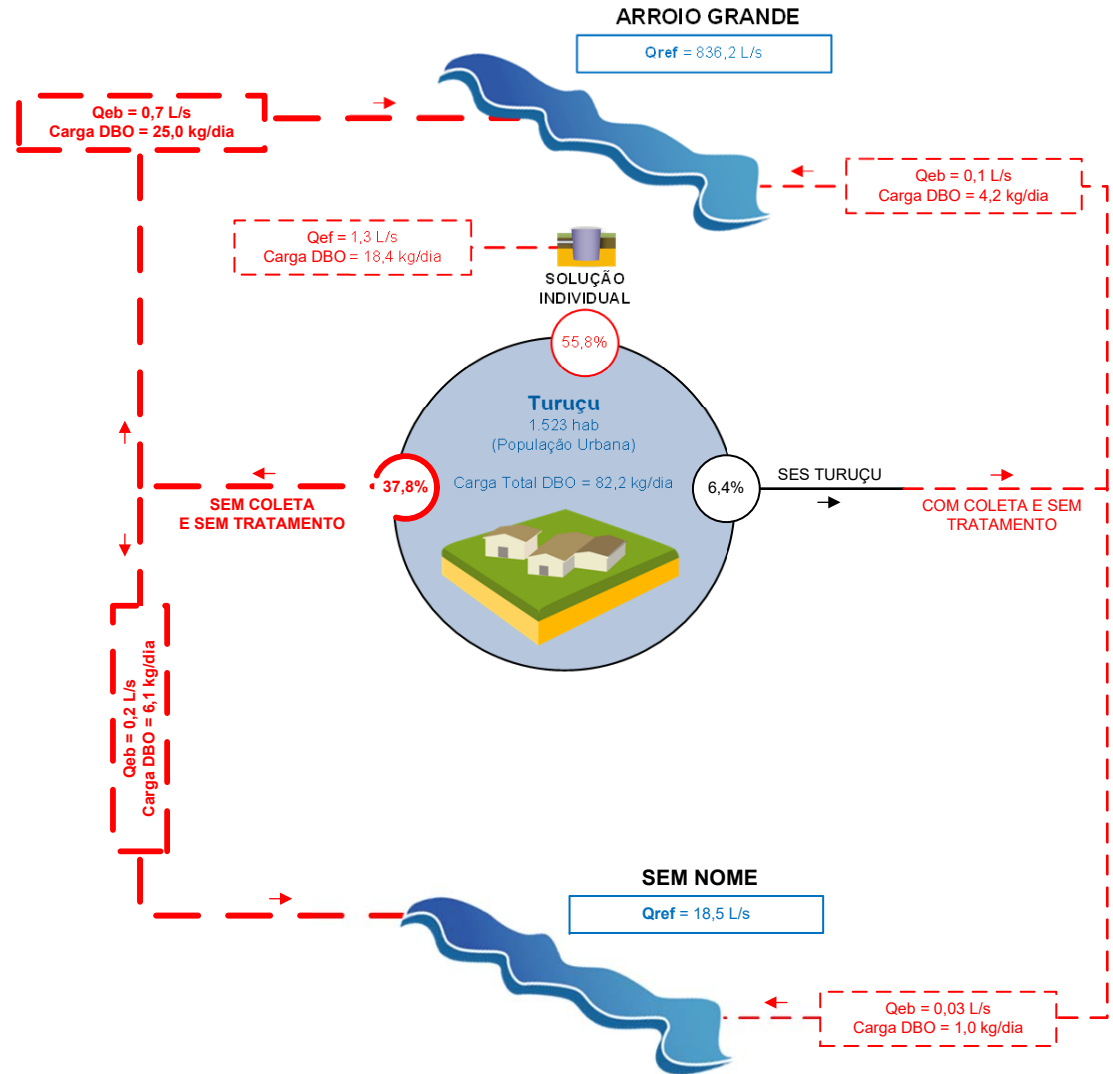 ARROIO GRANDE
Qref = 836,2 L/s
Qeb = 0,7 L/s
Carga DBO = 25,0 kg/dia
Qeb = 0,1 L/s
Carga DBO = 4,2 kg/dia
Qef = 1,3 L/s
Carga DBO = 18,4 kg/dia
SOLUÇÃO
INDIVIDUAL
55,8%
Turuçu
1.523 hab
(População Urbana)
Carga Total DBO = 82,2 kg/dia
37,8%
SEM COLETA
E SEM TRATAMENTO
6,4%
SES TURUÇU
COM COLETA E SEM
TRATAMENTO
Qeb = 0,2 L/s
Carga DBO = 6,1 kg/dia
SEM NOME
Qref = 18,5 L/s
Qeb = 0,03 L/s
Carga DBO = 1,0 kg/dia